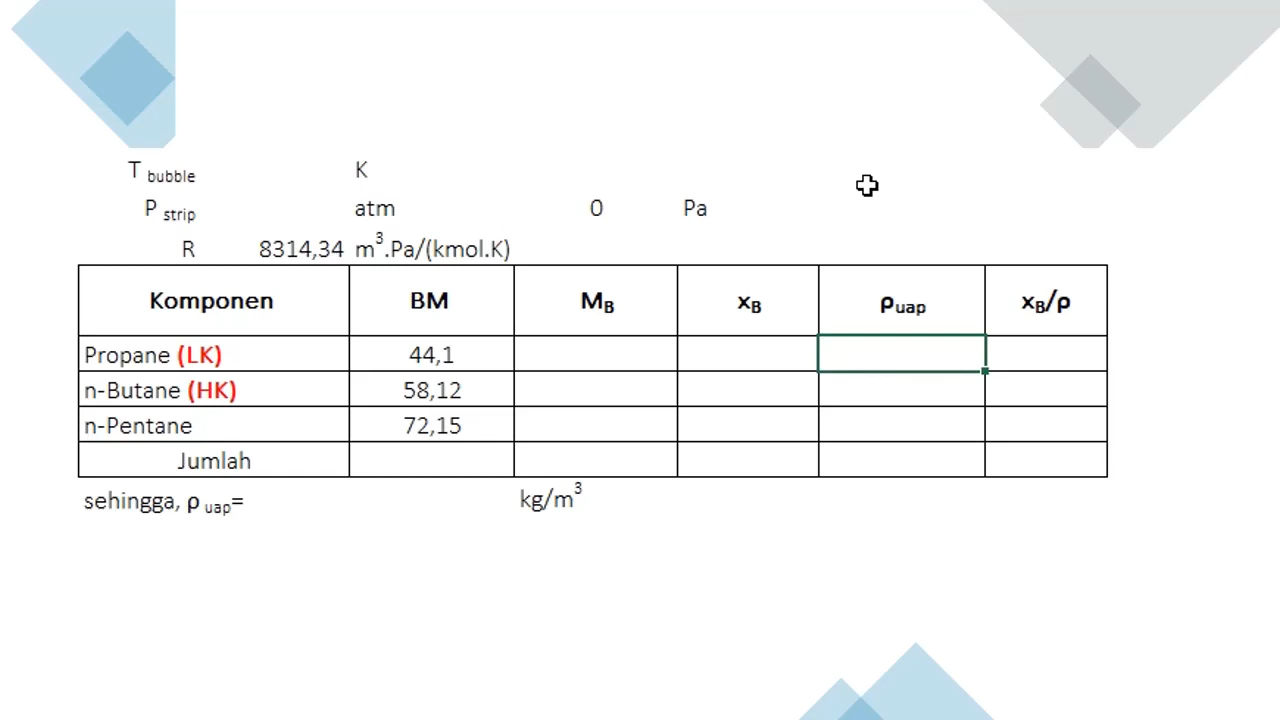 T bubble K
P strip atm 0 Pa
R 8314,34 m³.Pa/(kmol.K)
Komponen BM MB xB ρuap xB/ρ
Propane (LK) 44,1
n-Butane (HK) 58,12
n-Pentane 72,15
Jumlah
sehingga, ρ uap= kg/m³